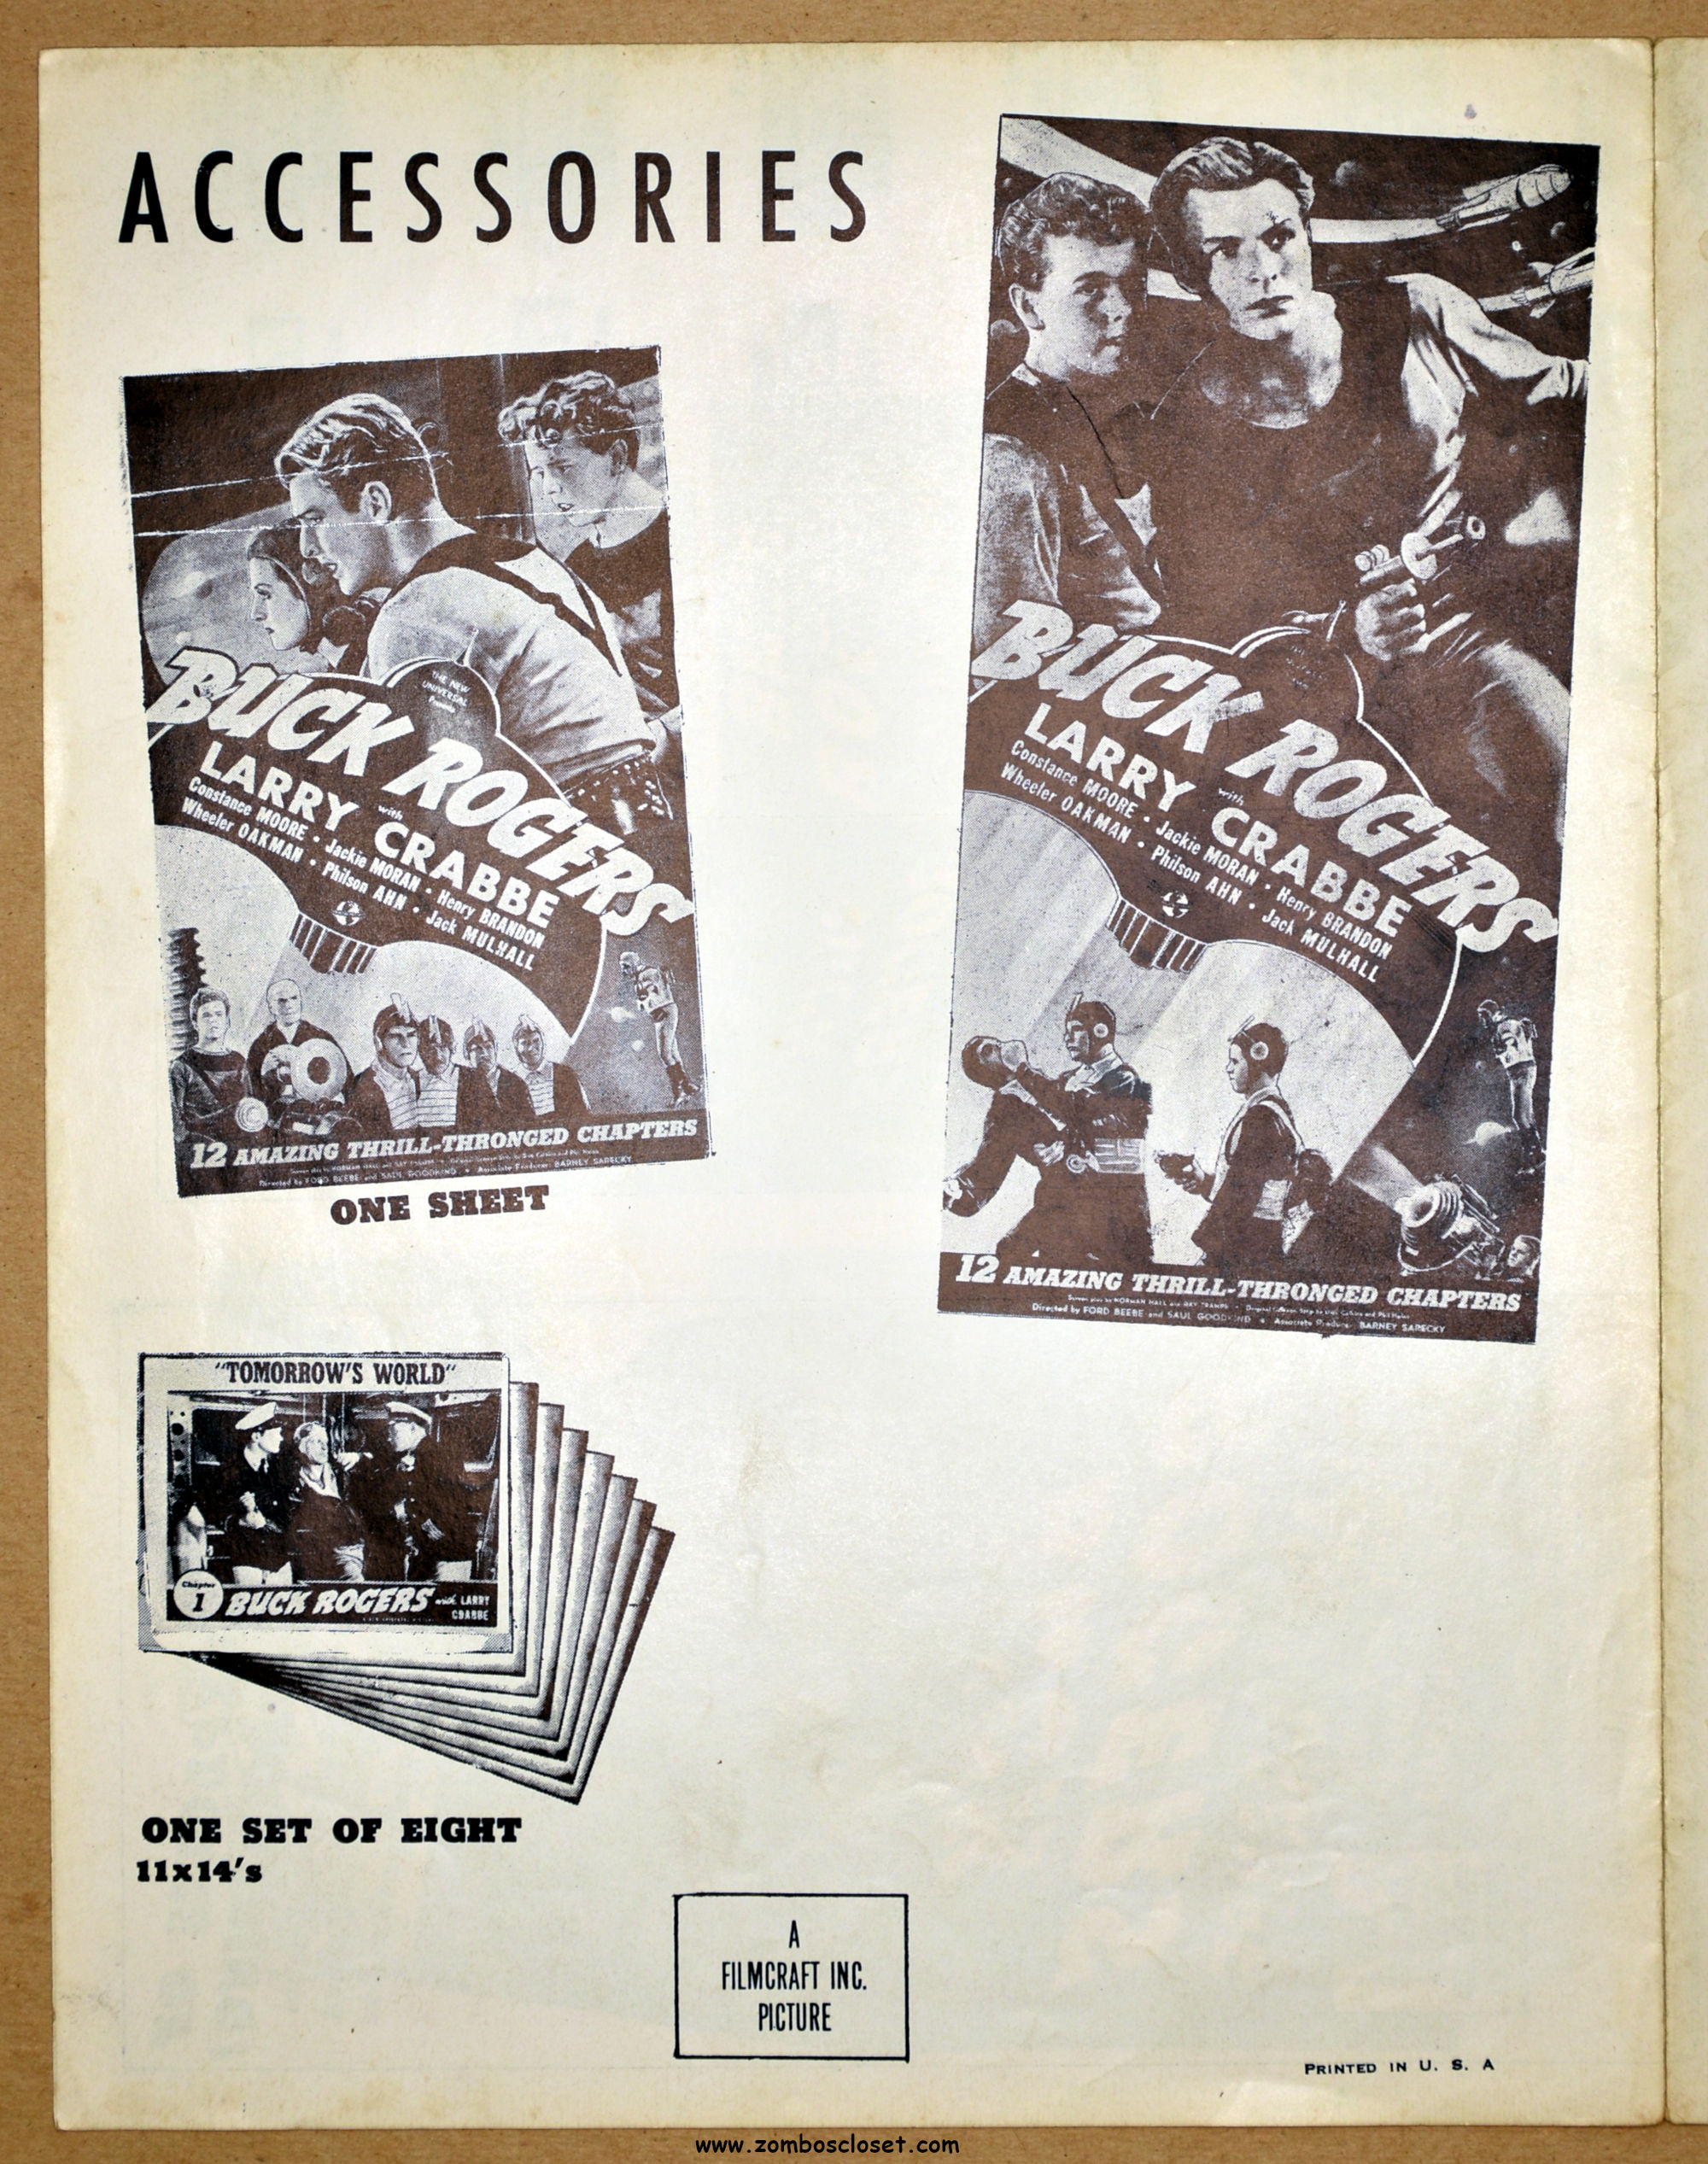 ACCESSORIES
THE NEW
UNIVERSAL
Presents
BUCK ROGERS
with
LARRY CRABBE
Constance MOORE • Jackie MORAN • Henry BRANDON
Wheeler OAKMAN • Philson AHN • Jack MULHALL
12 AMAZING THRILL-THRONGED CHAPTERS
Directed by FORD BEEBE and SAUL GOODKIND • Associate Producer BARNEY SARECKY
ONE SHEET
BUCK ROGERS
with
LARRY CRABBE
Constance MOORE • Jackie MORAN • Henry BRANDON
Wheeler OAKMAN • Philson AHN • Jack MULHALL
12 AMAZING THRILL-THRONGED CHAPTERS
Directed by FORD BEEBE and SAUL GOODKIND • Associate Producer BARNEY SARECKY
"TOMORROW'S WORLD"
Chapter
1
BUCK ROGERS with LARRY
CRABBE
ONE SET OF EIGHT
11x14's
A
FILMCRAFT INC.
PICTURE
PRINTED IN U. S. A
www.zomboscloset.com